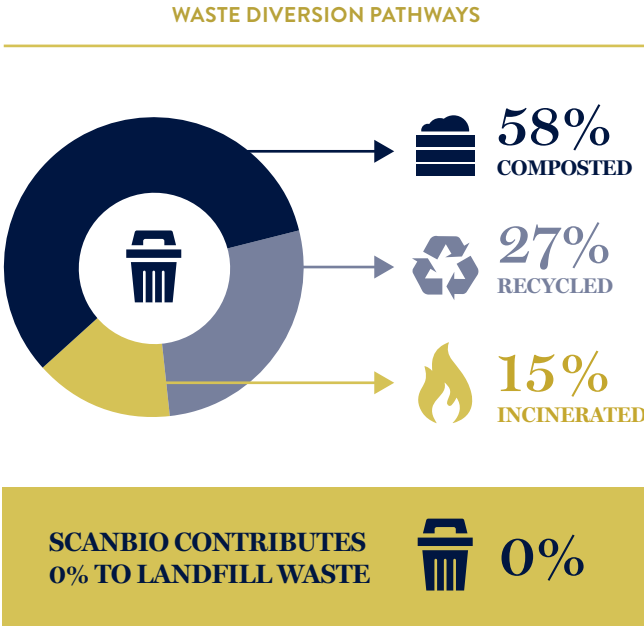 WASTE DIVERSION PATHWAYS
58%
COMPOSTED
27%
RECYCLED
15%
INCINERATED
SCANBIO CONTRIBUTES
0% TO LANDFILL WASTE
0%